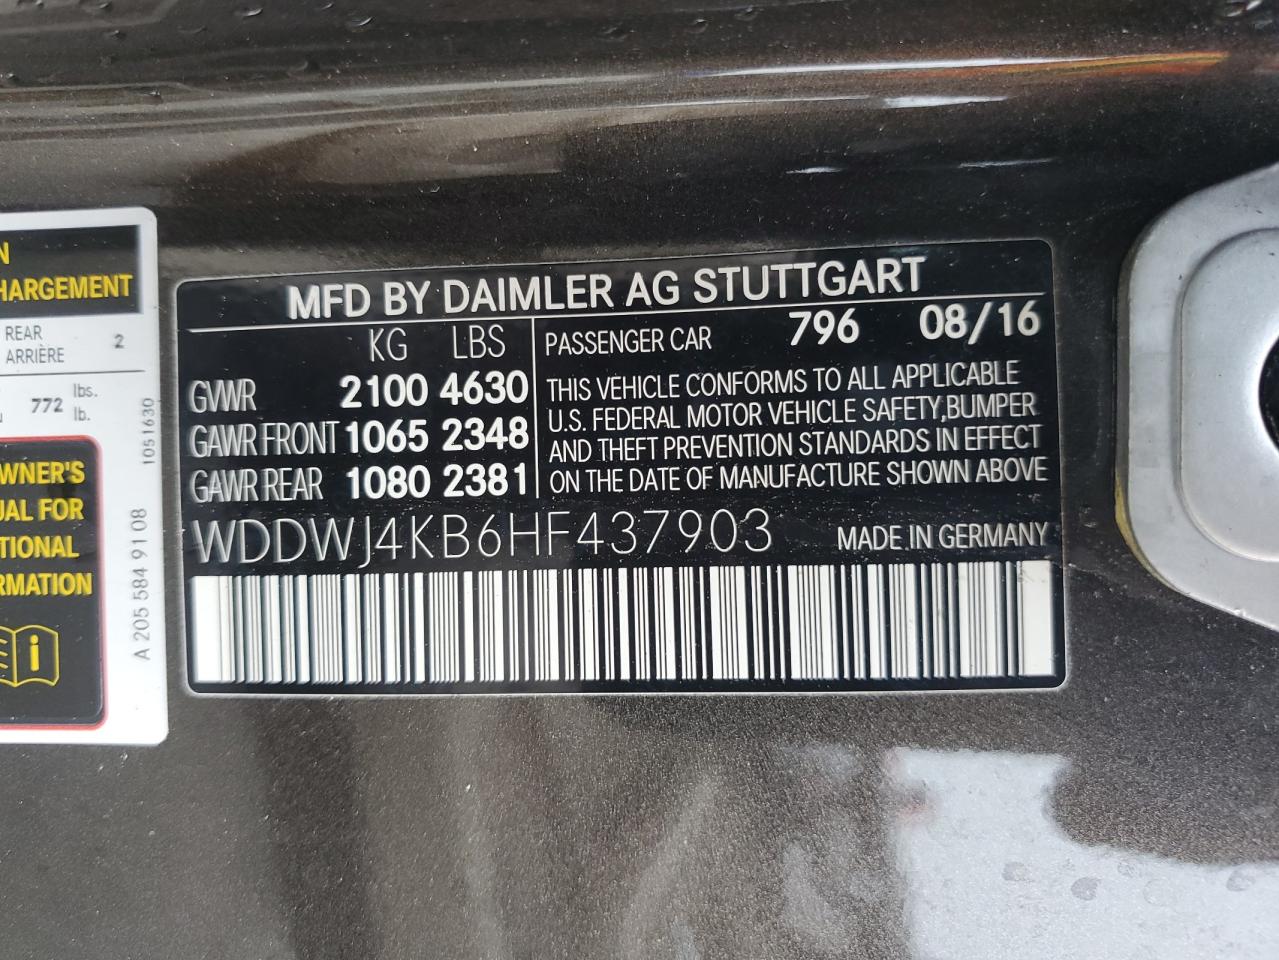 N
HARGEMENT
REAR
ARRIÈRE 2
772 lbs.
lb.
WNER'S
UAL FOR
TIONAL
RMATION
i
1051630
A 205 584 91 08
MFD BY DAIMLER AG STUTTGART
KG LBS
GVWR 2100 4630
GAWR FRONT 1065 2348
GAWR REAR 1080 2381
PASSENGER CAR 796 08/16
THIS VEHICLE CONFORMS TO ALL APPLICABLE
U.S. FEDERAL MOTOR VEHICLE SAFETY,BUMPER
AND THEFT PREVENTION STANDARDS IN EFFECT
ON THE DATE OF MANUFACTURE SHOWN ABOVE
WDDWJ4KB6HF437903 MADE IN GERMANY